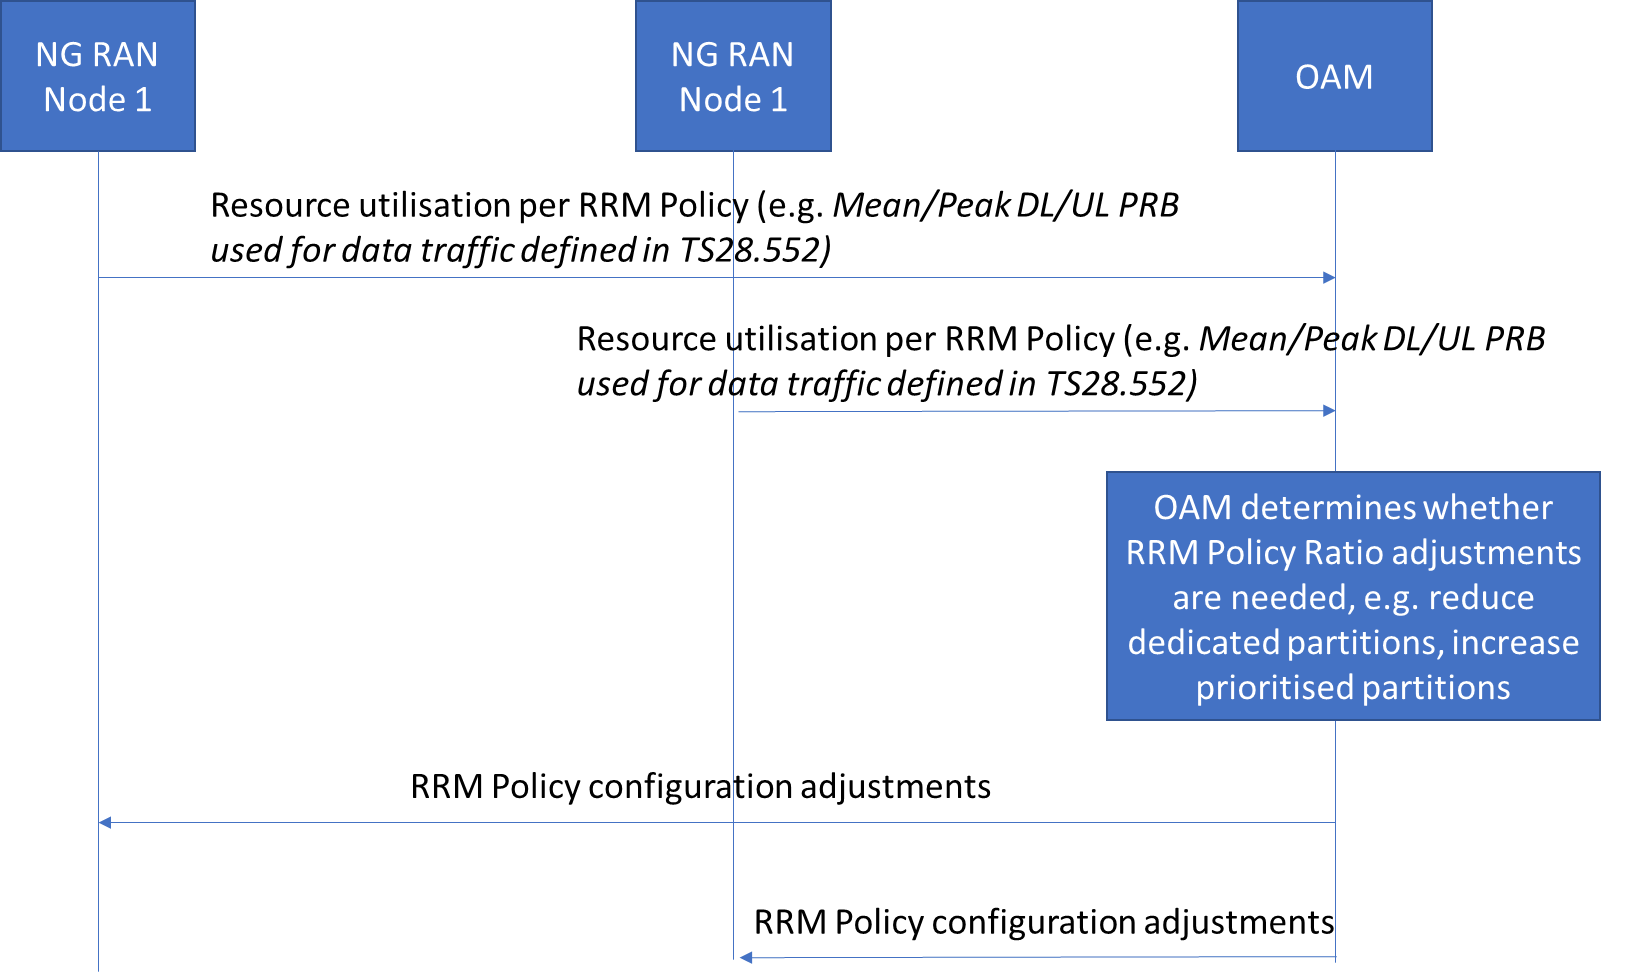 NG RAN
Node 1
NG RAN
Node 1
OAM
Resource utilisation per RRM Policy (e.g. Mean/Peak DL/UL PRB
used for data traffic defined in TS28.552)
Resource utilisation per RRM Policy (e.g. Mean/Peak DL/UL PRB
used for data traffic defined in TS28.552)
OAM determines whether
RRM Policy Ratio adjustments
are needed, e.g. reduce
dedicated partitions, increase
prioritised partitions
RRM Policy configuration adjustments
RRM Policy configuration adjustments